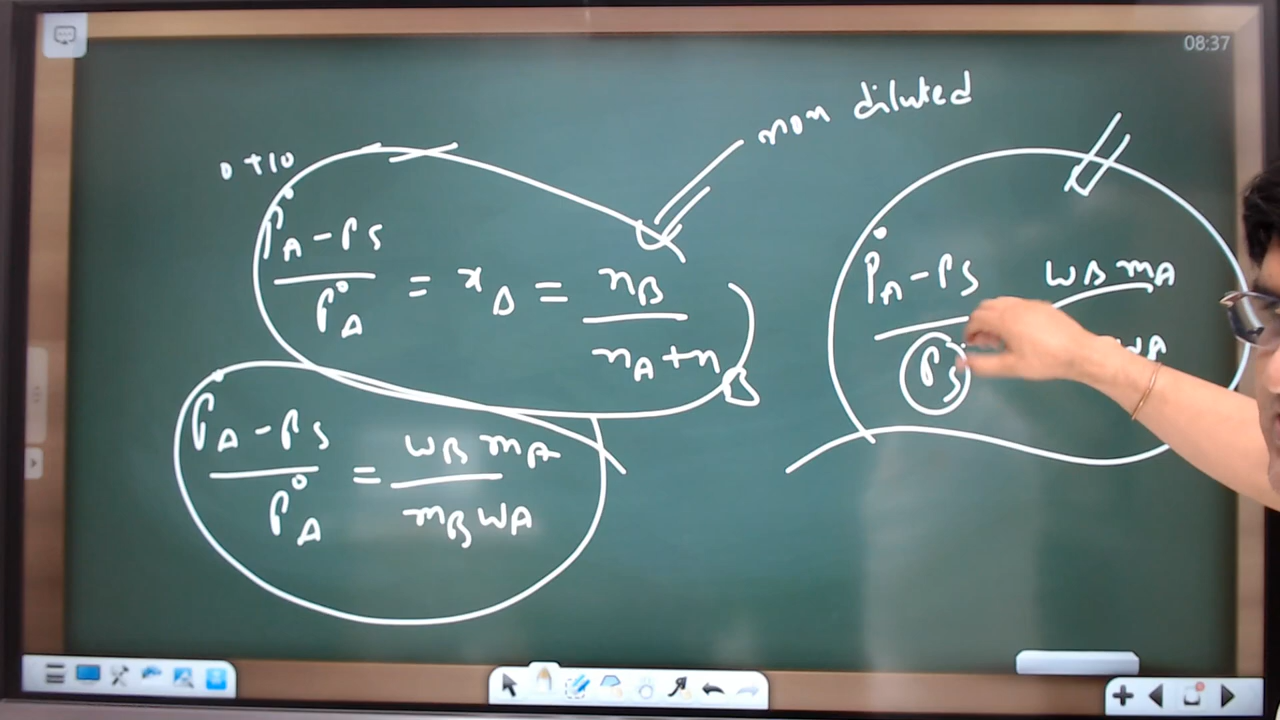 08:37
non diluted
0 +10
P°A - Ps / P°A = xB = nB / nA + nB
P°A - Ps / Ps WB mA / WA
P°A - Ps / P°A = WB mA / mB WA